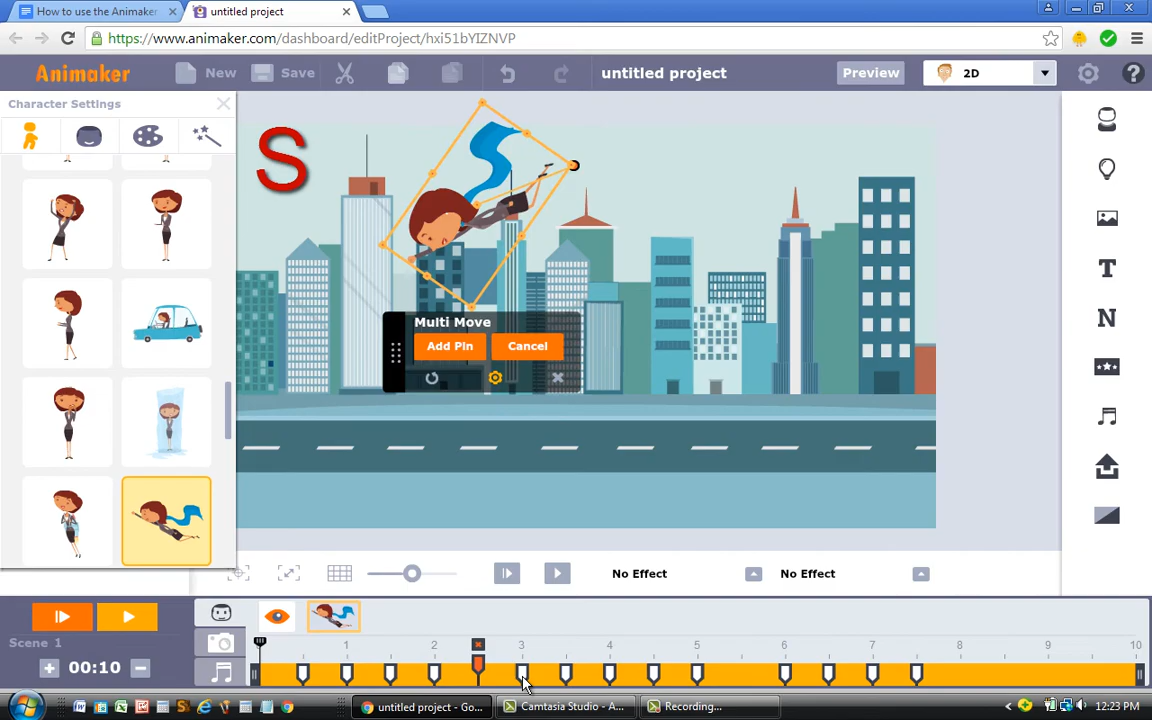 How to use the Animaker
untitled project
https://www.animaker.com/dashboard/editProject/hxi51bYIZNVP
Animaker
New
Save
untitled project
Preview
2D
?
Character Settings
S
T
N
Multi Move
Add Pin
Cancel
No Effect
No Effect
Scene 1
00:10
1 2 3 4 5 6 7 8 9 10
untitled project - Go...
Camtasia Studio - A...
Recording...
12:23 PM